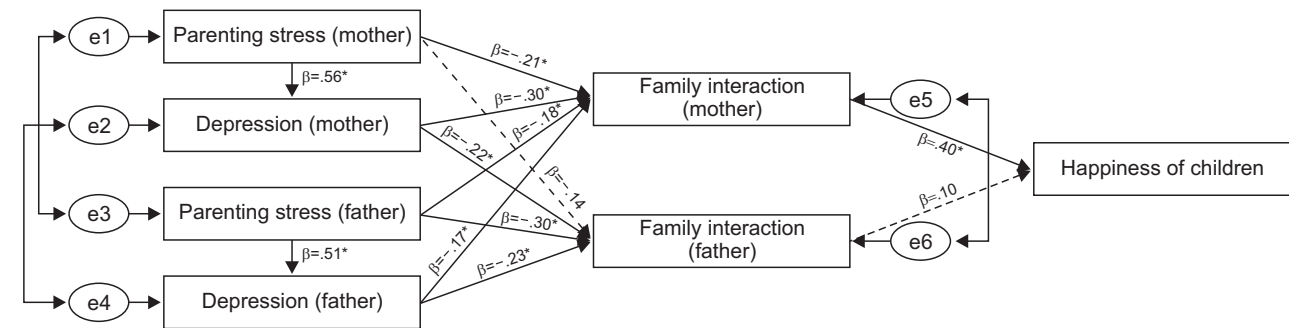 e1
Parenting stress (mother)
β=.56*
e2
Depression (mother)
e3
Parenting stress (father)
β=.51*
e4
Depression (father)
β=−.21*
β=−.30*
β=−.18*
β=−.22*
β=−.14
β=−.30*
β=−.17*
β=−.23*
Family interaction
(mother)
e5
Family interaction
(father)
e6
β=.40*
β=.10
Happiness of children